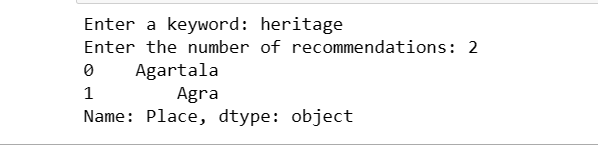 Enter a keyword: heritage
Enter the number of recommendations: 2
0    Agartala
1        Agra
Name: Place, dtype: object